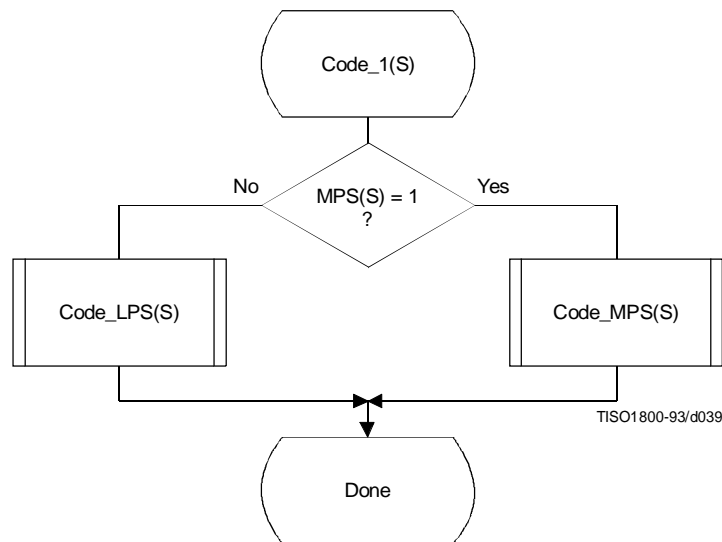 Code_1(S)
No
MPS(S) = 1
?
Yes
Code_LPS(S)
Code_MPS(S)
TISO1800-93/d039
Done